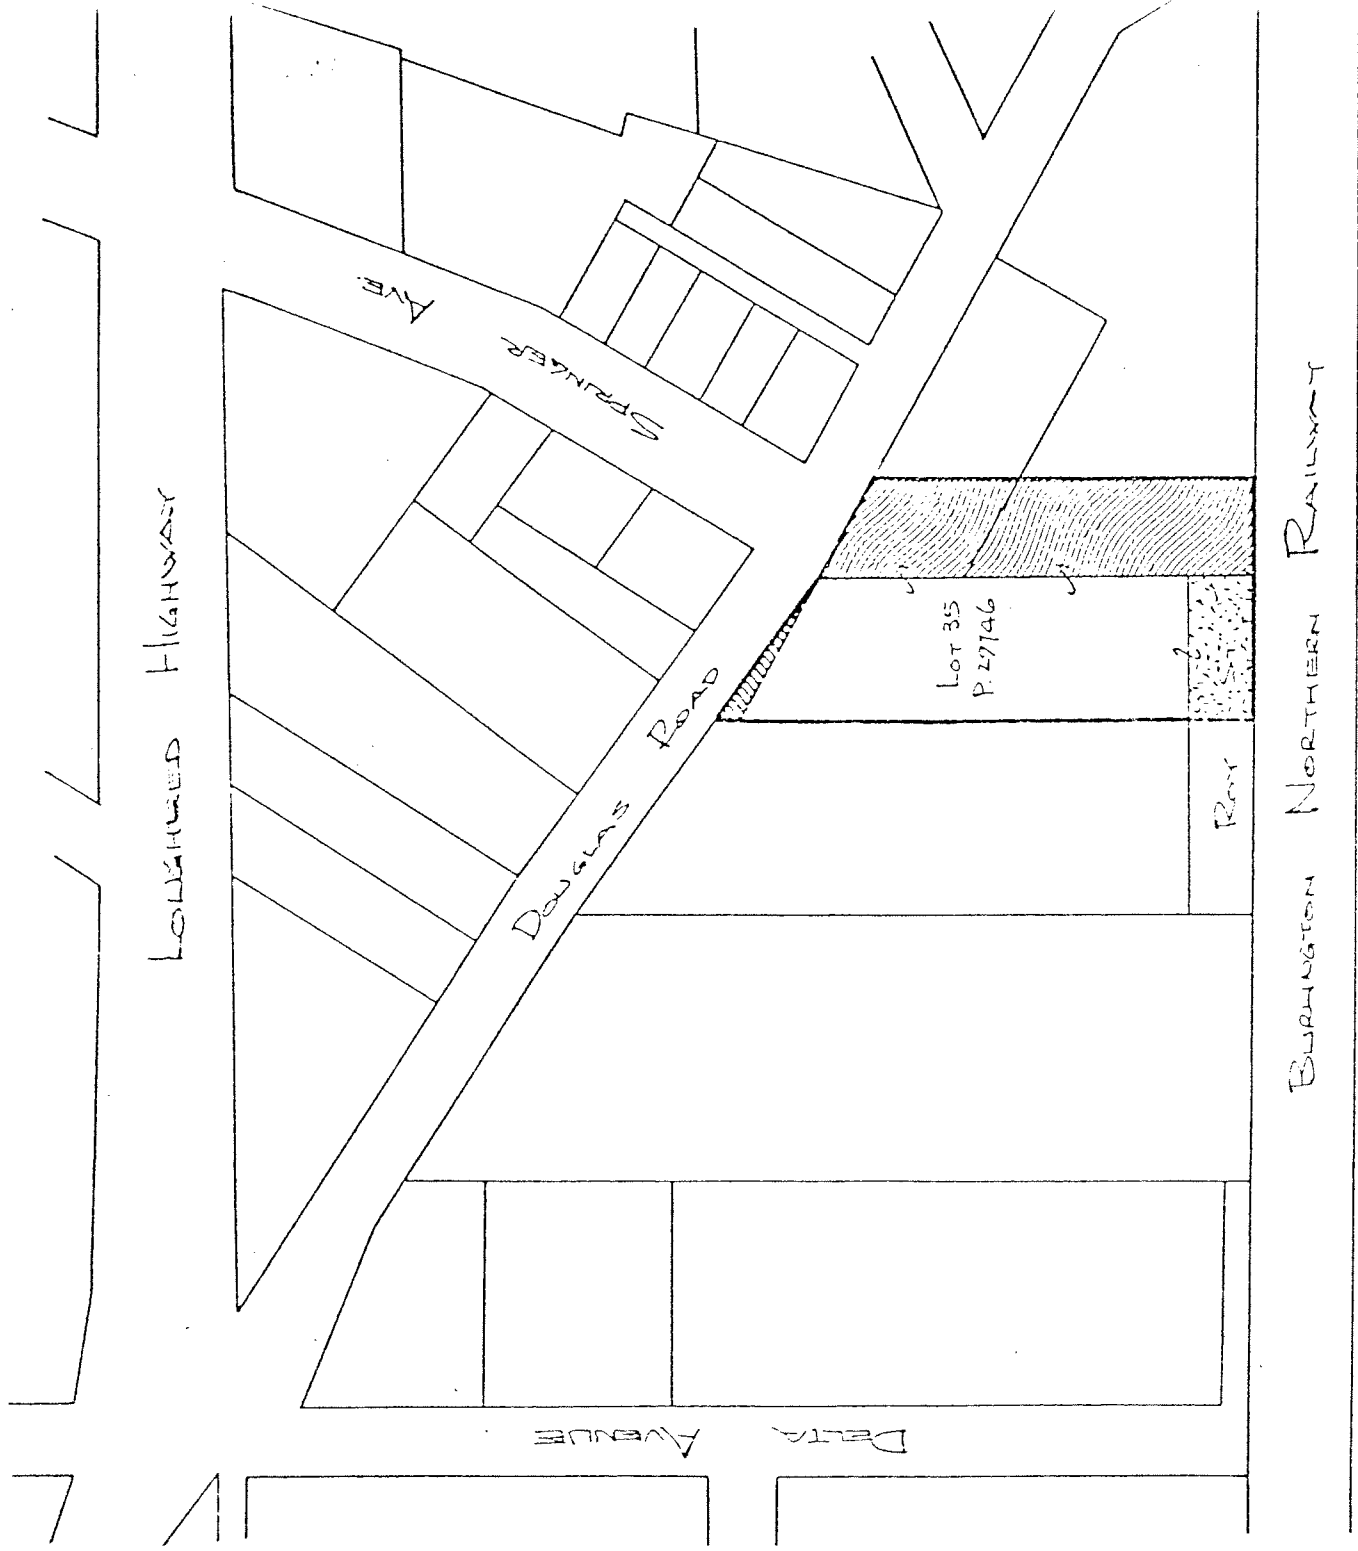 LOUGHEED HIGHWAY
SPRINGER AVE.
DOUGLAS ROAD
LOT 35
P. 27746
ROY
BURLINGTON NORTHERN RAILWAY
DELTA AVENUE